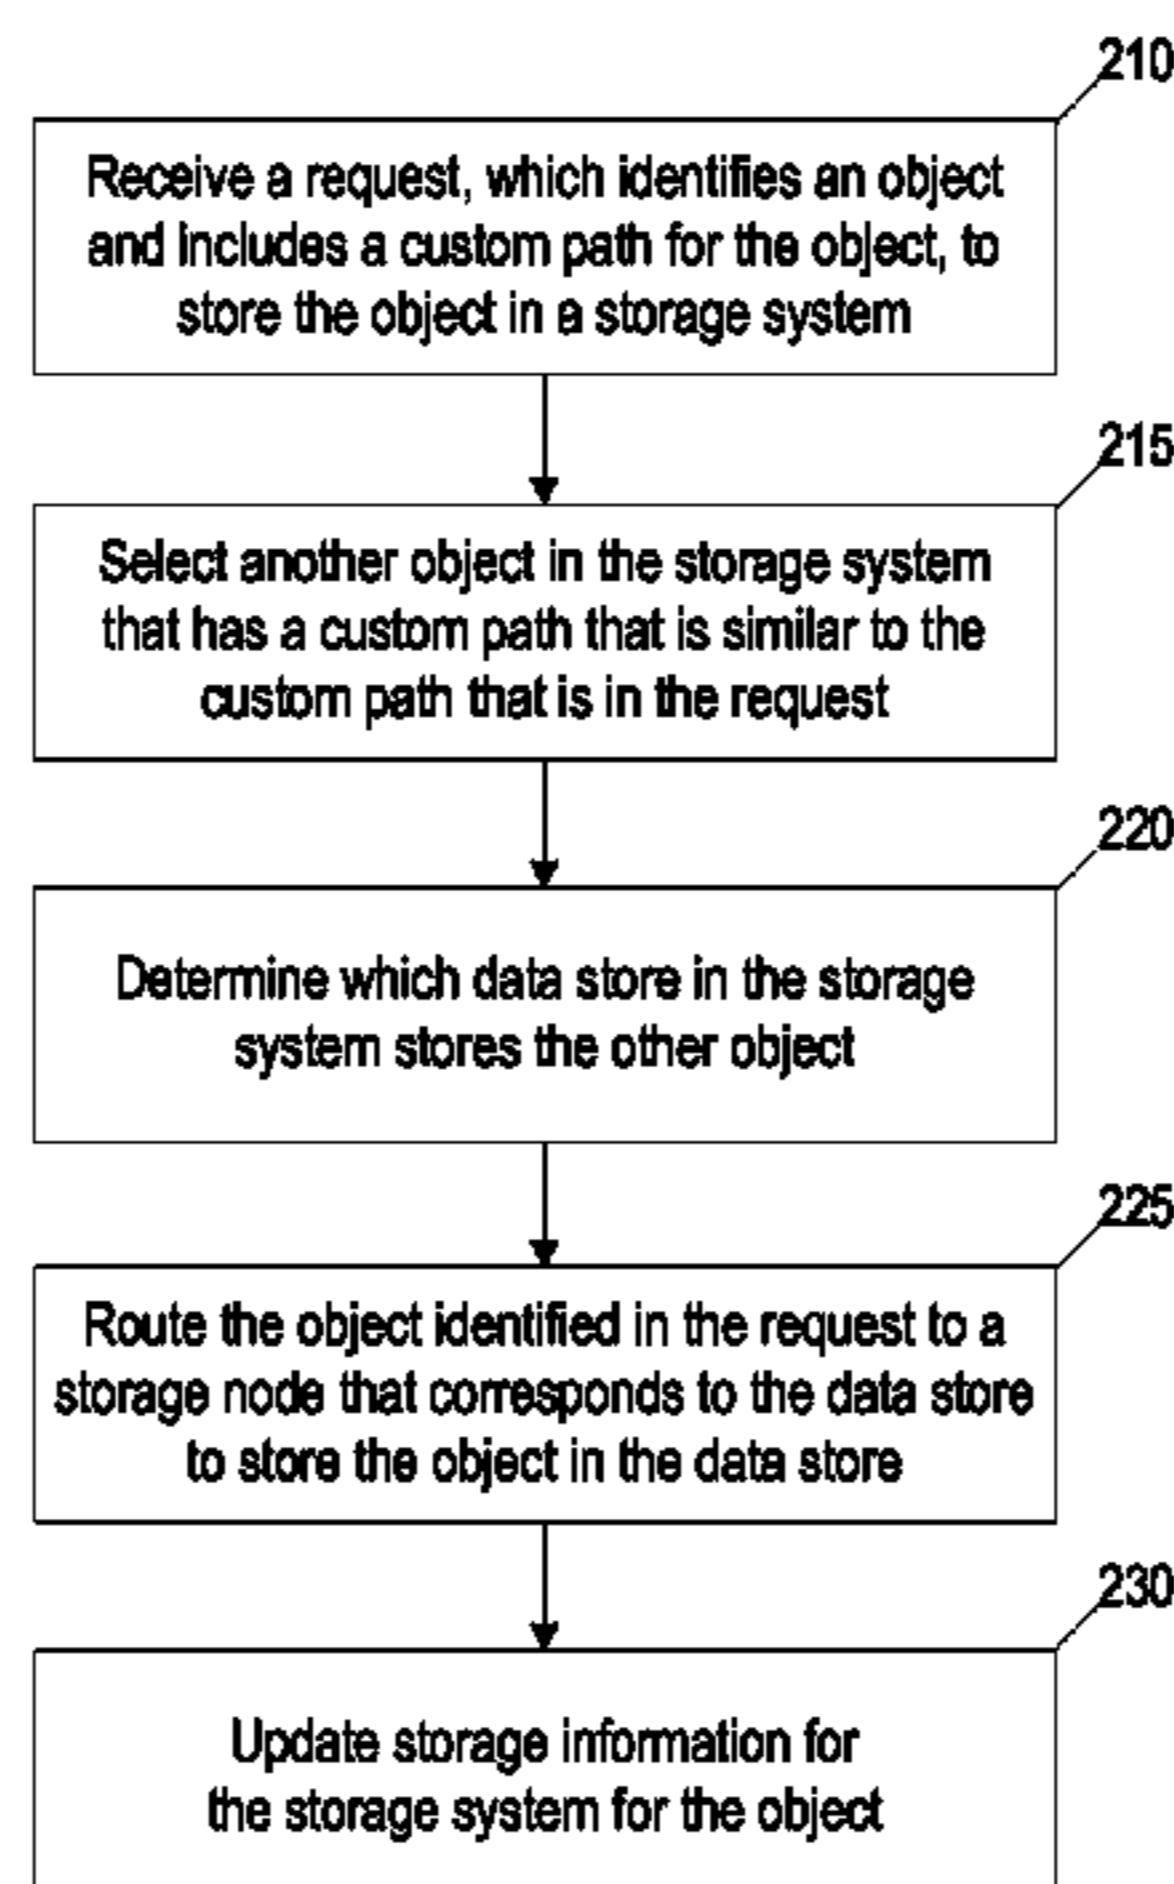 210
Receive a request, which identifies an object
and includes a custom path for the object, to
store the object in a storage system
215
Select another object in the storage system
that has a custom path that is similar to the
custom path that is in the request
220
Determine which data store in the storage
system stores the other object
225
Route the object identified in the request to a
storage node that corresponds to the data store
to store the object in the data store
230
Update storage information for
the storage system for the object